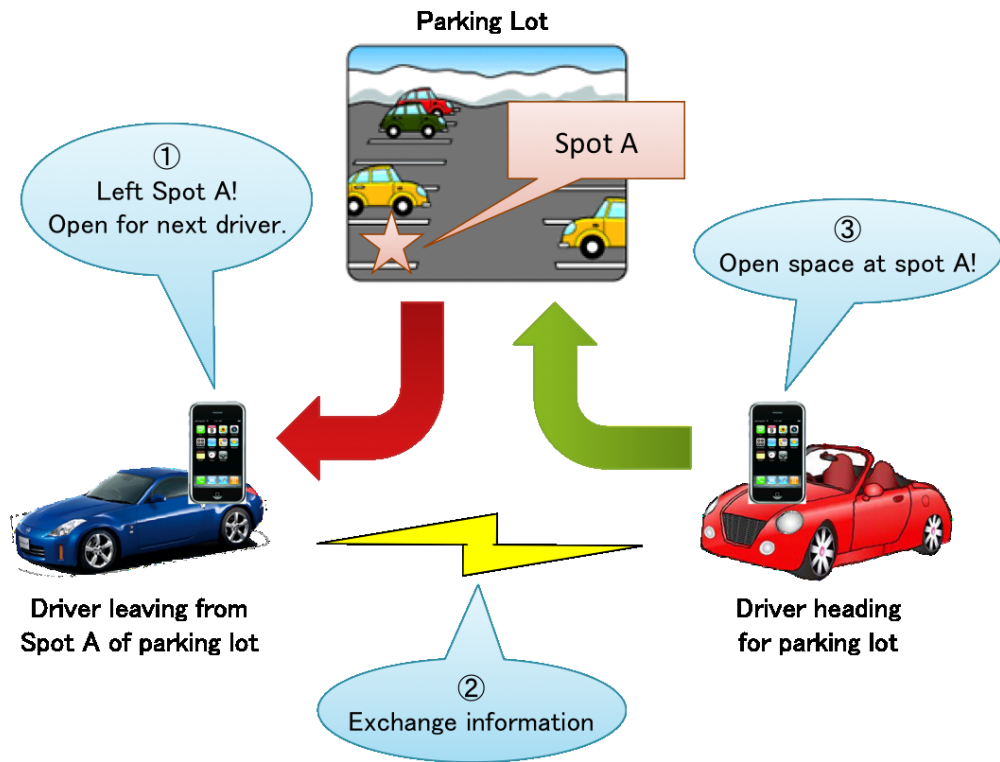 Parking Lot
Spot A
①
Left Spot A!
Open for next driver.
③
Open space at spot A!
Driver leaving from
Spot A of parking lot
Driver heading
for parking lot
②
Exchange information